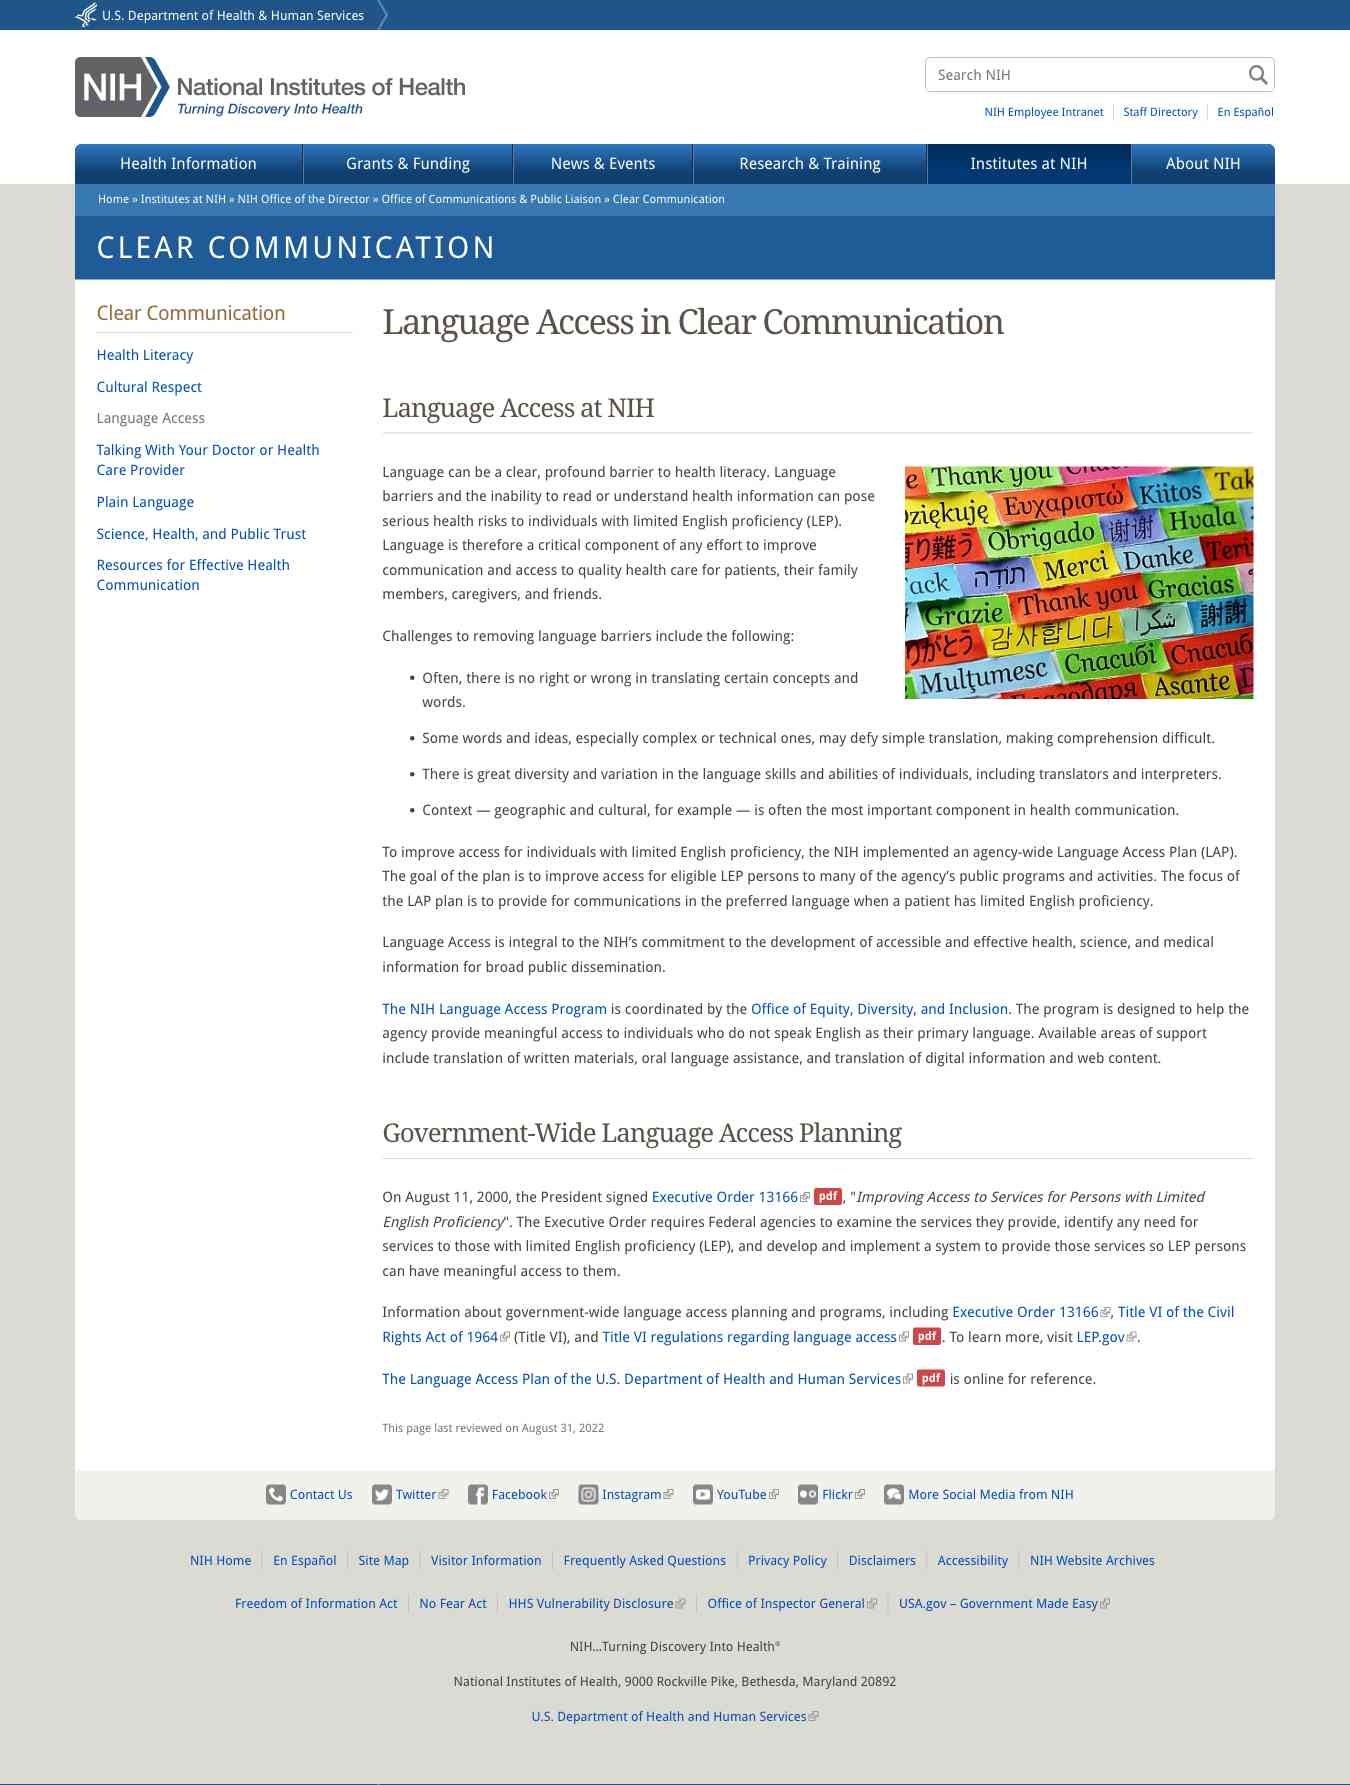 U.S. Department of Health & Human Services
NIH National Institutes of Health
Turning Discovery Into Health
Search NIH
NIH Employee Intranet Staff Directory En Español
Health Information Grants & Funding News & Events Research & Training Institutes at NIH About NIH
Home » Institutes at NIH » NIH Office of the Director » Office of Communications & Public Liaison » Clear Communication
CLEAR COMMUNICATION
Clear Communication
Health Literacy
Cultural Respect
Language Access
Talking With Your Doctor or Health
Care Provider
Plain Language
Science, Health, and Public Trust
Resources for Effective Health
Communication
Language Access in Clear Communication
Language Access at NIH
Language can be a clear, profound barrier to health literacy. Language
barriers and the inability to read or understand health information can pose
serious health risks to individuals with limited English proficiency (LEP).
Language is therefore a critical component of any effort to improve
communication and access to quality health care for patients, their family
members, caregivers, and friends.
Thank you
Dziękuję Ευχαριστώ Kiitos Tak
有り難う Obrigado 谢谢 Hvala
Tack תודה Merci Danke
Grazie Thank you Gracias
ありがとう 감사합니다 شكرا 謝謝
Mulţumesc Спасибі Спасибо
Благодаря Asante
Challenges to removing language barriers include the following:
• Often, there is no right or wrong in translating certain concepts and
words.
• Some words and ideas, especially complex or technical ones, may defy simple translation, making comprehension difficult.
• There is great diversity and variation in the language skills and abilities of individuals, including translators and interpreters.
• Context — geographic and cultural, for example — is often the most important component in health communication.
To improve access for individuals with limited English proficiency, the NIH implemented an agency-wide Language Access Plan (LAP).
The goal of the plan is to improve access for eligible LEP persons to many of the agency’s public programs and activities. The focus of
the LAP plan is to provide for communications in the preferred language when a patient has limited English proficiency.
Language Access is integral to the NIH’s commitment to the development of accessible and effective health, science, and medical
information for broad public dissemination.
The NIH Language Access Program is coordinated by the Office of Equity, Diversity, and Inclusion. The program is designed to help the
agency provide meaningful access to individuals who do not speak English as their primary language. Available areas of support
include translation of written materials, oral language assistance, and translation of digital information and web content.
Government-Wide Language Access Planning
On August 11, 2000, the President signed Executive Order 13166 pdf, "Improving Access to Services for Persons with Limited
English Proficiency". The Executive Order requires Federal agencies to examine the services they provide, identify any need for
services to those with limited English proficiency (LEP), and develop and implement a system to provide those services so LEP persons
can have meaningful access to them.
Information about government-wide language access planning and programs, including Executive Order 13166, Title VI of the Civil
Rights Act of 1964 (Title VI), and Title VI regulations regarding language access pdf. To learn more, visit LEP.gov.
The Language Access Plan of the U.S. Department of Health and Human Services pdf is online for reference.
This page last reviewed on August 31, 2022
Contact Us Twitter Facebook Instagram YouTube Flickr More Social Media from NIH
NIH Home En Español Site Map Visitor Information Frequently Asked Questions Privacy Policy Disclaimers Accessibility NIH Website Archives
Freedom of Information Act No Fear Act HHS Vulnerability Disclosure Office of Inspector General USA.gov – Government Made Easy
NIH…Turning Discovery Into Health®
National Institutes of Health, 9000 Rockville Pike, Bethesda, Maryland 20892
U.S. Department of Health and Human Services